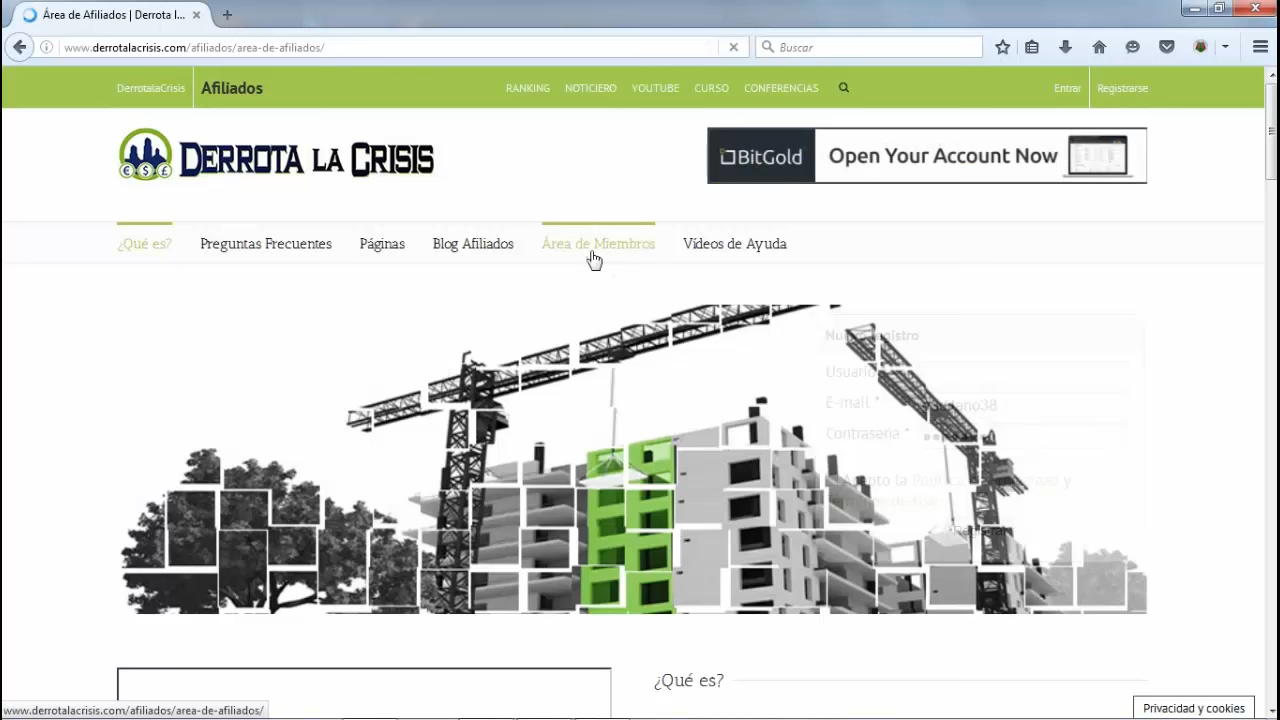 Área de Afiliados | Derrota l...
www.derrotalacrisis.com/afiliados/area-de-afiliados/
Buscar
DerrotalaCrisis
Afiliados
RANKING
NOTICIERO
YOUTUBE
CURSO
CONFERENCIAS
Entrar
Registrarse
DERROTA LA CRISIS
BitGold
Open Your Account Now
¿Qué es?
Preguntas Frecuentes
Páginas
Blog Afiliados
Área de Miembros
Vídeos de Ayuda
registro
Usuario
E-mail *
Contraseña *
¿Qué es?
www.derrotalacrisis.com/afiliados/area-de-afiliados/
Privacidad y cookies